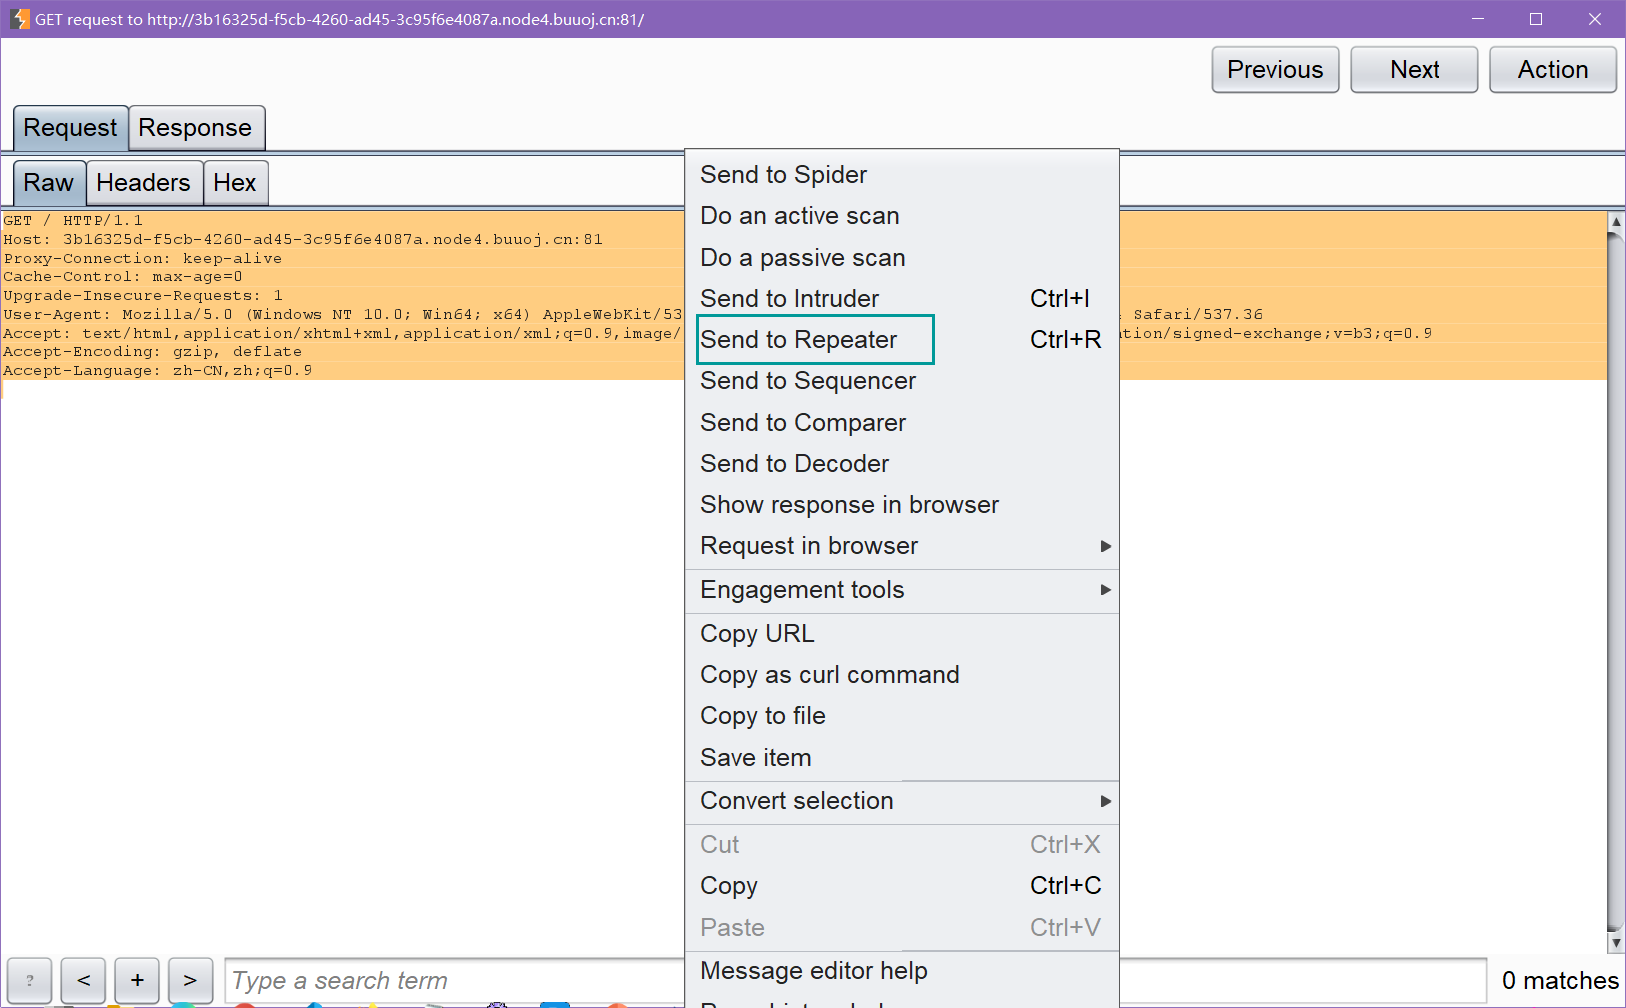 GET request to http://3b16325d-f5cb-4260-ad45-3c95f6e4087a.node4.buuoj.cn:81/
Previous Next Action
Request Response
Raw Headers Hex
GET / HTTP/1.1
Host: 3b16325d-f5cb-4260-ad45-3c95f6e4087a.node4.buuoj.cn:81
Proxy-Connection: keep-alive
Cache-Control: max-age=0
Upgrade-Insecure-Requests: 1
User-Agent: Mozilla/5.0 (Windows NT 10.0; Win64; x64) AppleWebKit/53 Safari/537.36
Accept: text/html,application/xhtml+xml,application/xml;q=0.9,image/ ation/signed-exchange;v=b3;q=0.9
Accept-Encoding: gzip, deflate
Accept-Language: zh-CN,zh;q=0.9
Send to Spider
Do an active scan
Do a passive scan
Send to Intruder Ctrl+I
Send to Repeater Ctrl+R
Send to Sequencer
Send to Comparer
Send to Decoder
Show response in browser
Request in browser
Engagement tools
Copy URL
Copy as curl command
Copy to file
Save item
Convert selection
Cut Ctrl+X
Copy Ctrl+C
Paste Ctrl+V
Message editor help
? < + > Type a search term 0 matches